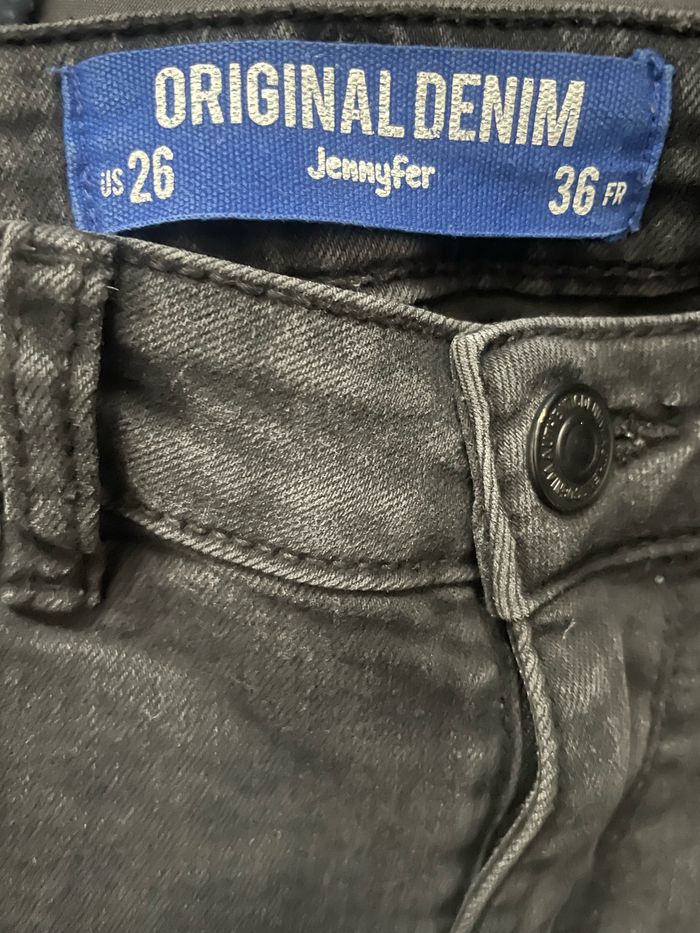 ORIGINAL DENIM
Jennyfer
US 26
36 FR